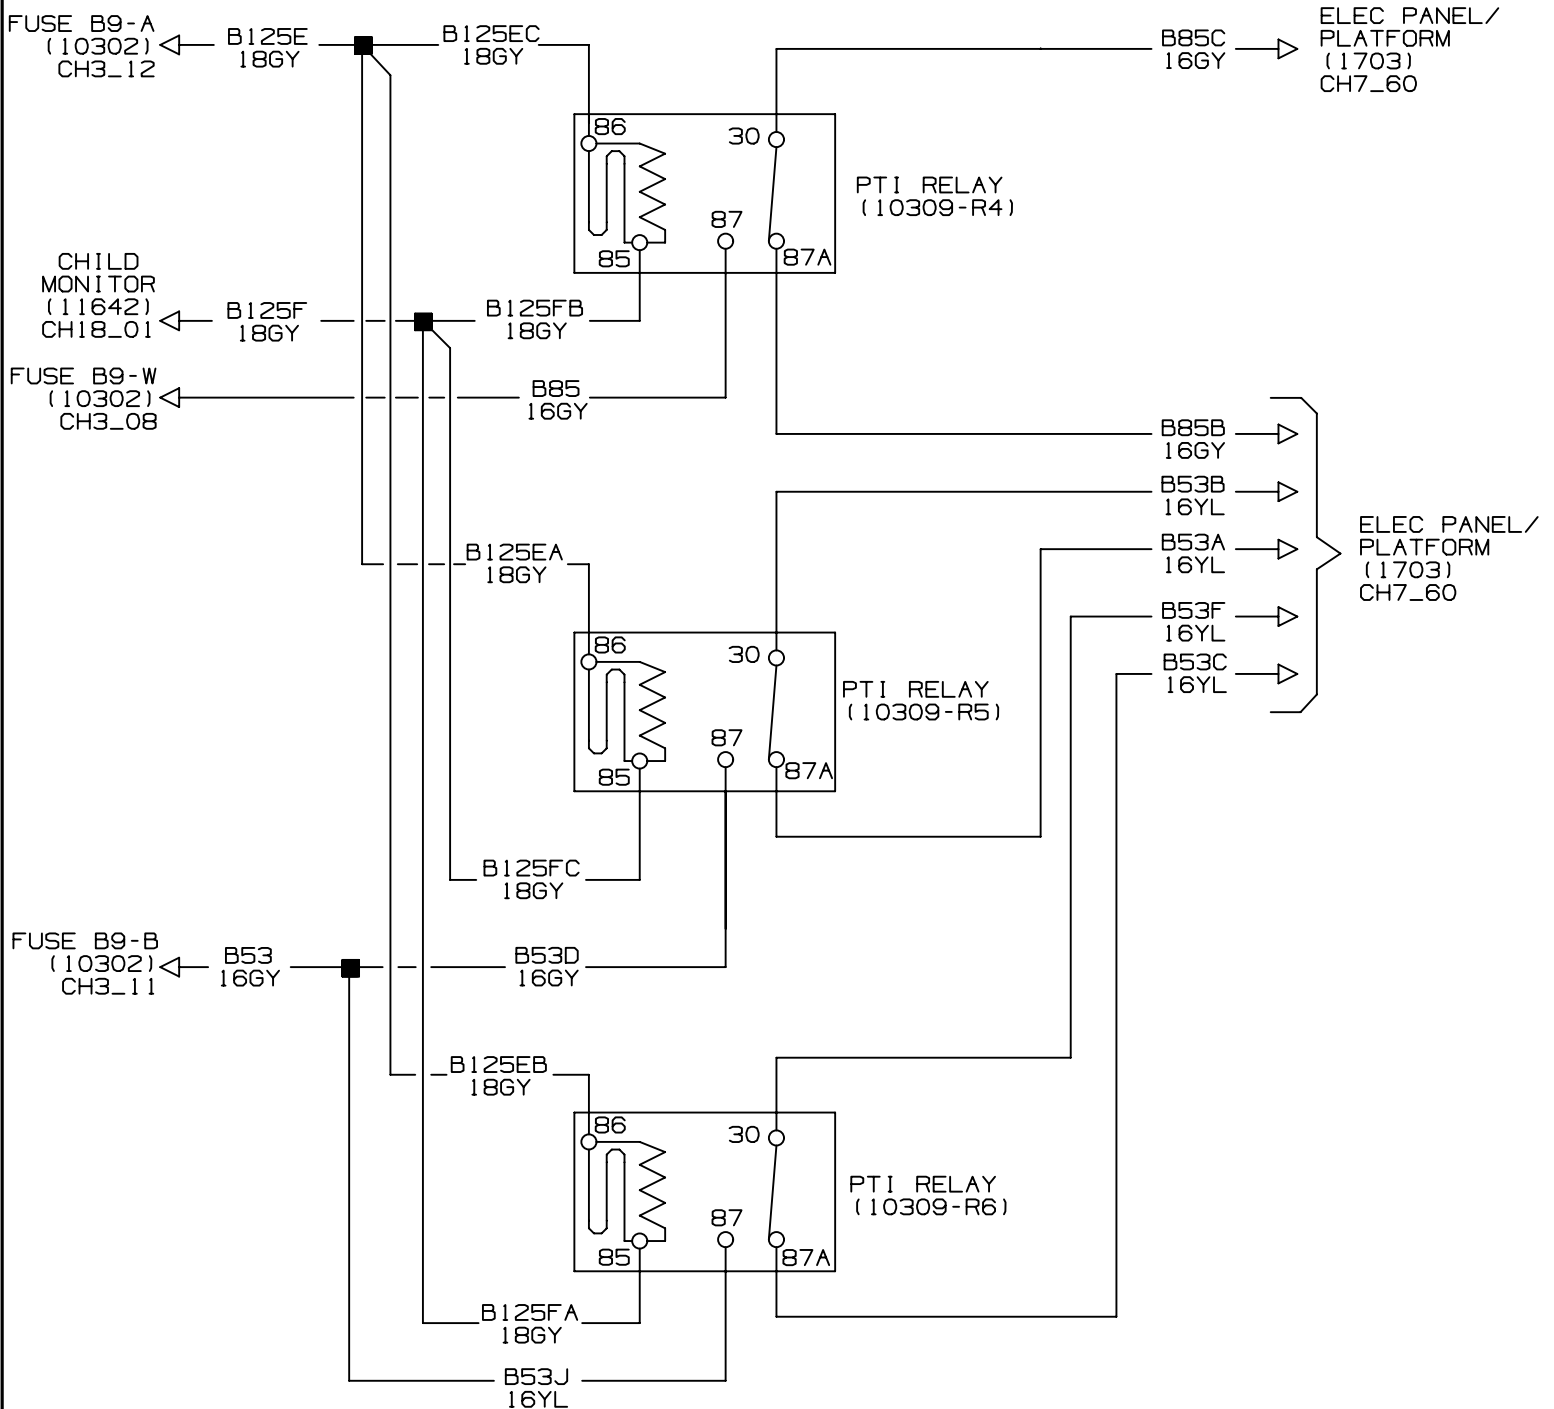 FUSE B9-A
(10302)
CH3_12
B125E
18GY
B125EC
18GY
B85C
16GY
ELEC PANEL/
PLATFORM
(1703)
CH7_60
86
30
87
85
87A
PTI RELAY
(10309-R4)
CHILD
MONITOR
(11642)
CH18_01
B125F
18GY
B125FB
18GY
FUSE B9-W
(10302)
CH3_08
B85
16GY
B85B
16GY
B53B
16YL
B53A
16YL
B53F
16YL
B53C
16YL
ELEC PANEL/
PLATFORM
(1703)
CH7_60
B125EA
18GY
86
30
87
85
87A
PTI RELAY
(10309-R5)
B125FC
18GY
FUSE B9-B
(10302)
CH3_11
B53
16GY
B53D
16GY
B125EB
18GY
86
30
87
85
87A
PTI RELAY
(10309-R6)
B125FA
18GY
B53J
16YL